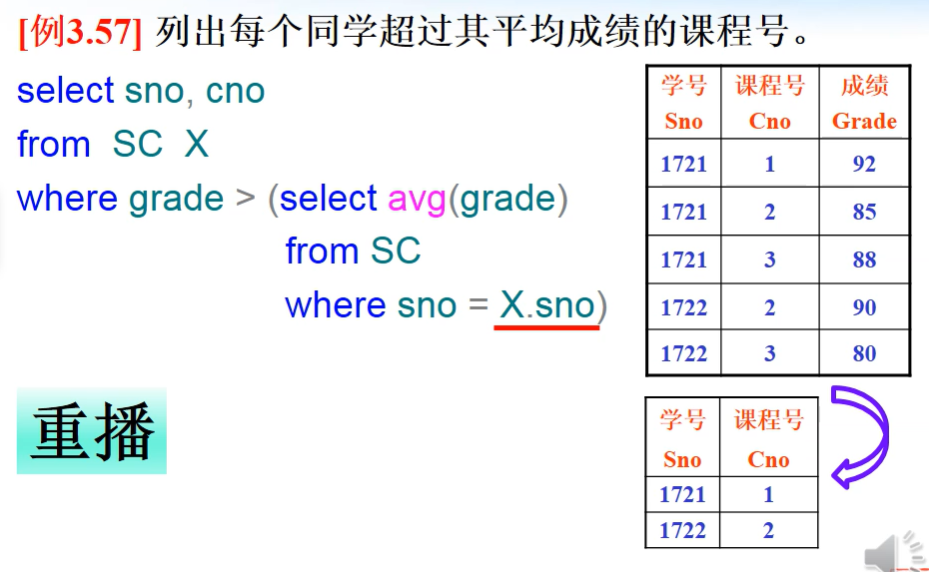 [例3.57] 列出每个同学超过其平均成绩的课程号。
select sno, cno
from SC X
where grade > (select avg(grade)
from SC
where sno = X.sno)
重播
学号 课程号 成绩
Sno Cno Grade
1721 1 92
1721 2 85
1721 3 88
1722 2 90
1722 3 80
学号 课程号
Sno Cno
1721 1
1722 2